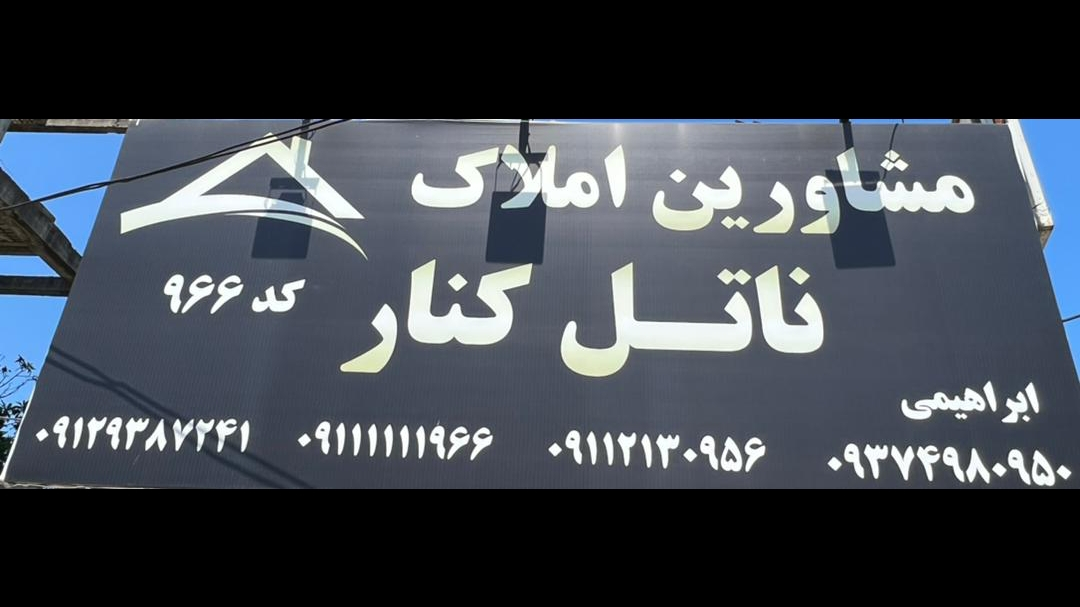 مشاورین املاک
ناتل کنار
کد ۹۶۶
ابراهیمی
۰۹۳۷۴۹۸۰۹۵۰
۰۹۱۱۲۱۳۰۹۵۶
۰۹۱۱۱۱۱۱۹۶۶
۰۹۱۲۹۳۸۷۲۴۱